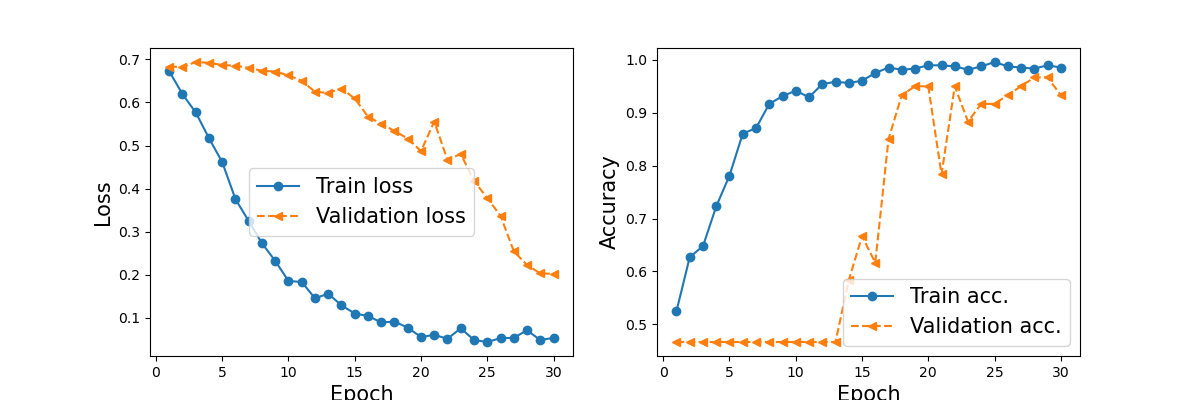 0.7
0.6
0.5
0.4
0.3
0.2
0.1
Loss
Train loss
Validation loss
0 5 10 15 20 25 30
Epoch
1.0
0.9
0.8
0.7
0.6
0.5
Accuracy
Train acc.
Validation acc.
0 5 10 15 20 25 30
Epoch